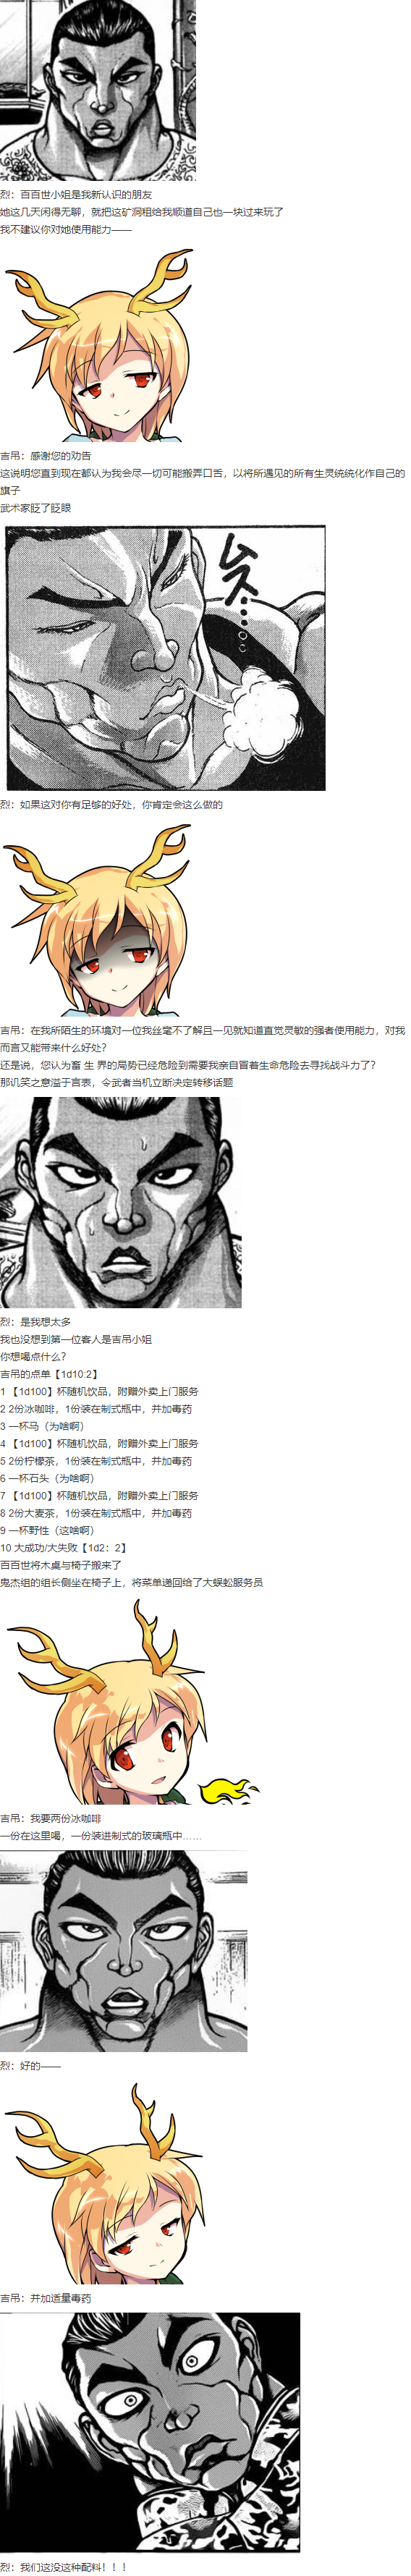 烈：百百世小姐是我新认识的朋友
她这几天闲得无聊，就把这矿洞租给我顺道自己也一块过来玩了
我不建议你对她使用能力——
吉吊：感谢您的劝告
这说明您直到现在都认为我会尽一切可能搬弄口舌，以将所遇见的所有生灵统统化作自己的
旗子
武术家眨了眨眼
ムス…。。
烈：如果这对你有足够的好处，你肯定会这么做的
吉吊：在我所陌生的环境对一位我丝毫不了解且一见就知道直觉灵敏的强者使用能力，对我
而言又能带来什么好处？
还是说，您认为畜 生 界的局势已经危险到需要我亲自冒着生命危险去寻找战斗力了？
那讥笑之意溢于言表，令武者当机立断决定转移话题
烈：是我想太多
我也没想到第一位客人是吉吊小姐
你想喝点什么？
吉吊的点单【1d10:2】
1 【1d100】杯随机饮品，附赠外卖上门服务
2 2份冰咖啡，1份装在制式瓶中，并加毒药
3 一杯马（为啥啊）
4 【1d100】杯随机饮品，附赠外卖上门服务
5 2份柠檬茶，1份装在制式瓶中，并加毒药
6 一杯石头（为啥啊）
7 【1d100】杯随机饮品，附赠外卖上门服务
8 2份大麦茶，1份装在制式瓶中，并加毒药
9 一杯野性（这啥啊）
10 大成功/大失败【1d2：2】
百百世将木桌与椅子搬来了
鬼杰组的组长侧坐在椅子上，将菜单递回给了大蜈蚣服务员
吉吊：我要两份冰咖啡
一份在这里喝，一份装进制式的玻璃瓶中……
烈：好的——
吉吊：并加适量毒药
烈：我们这没这种配料！！！